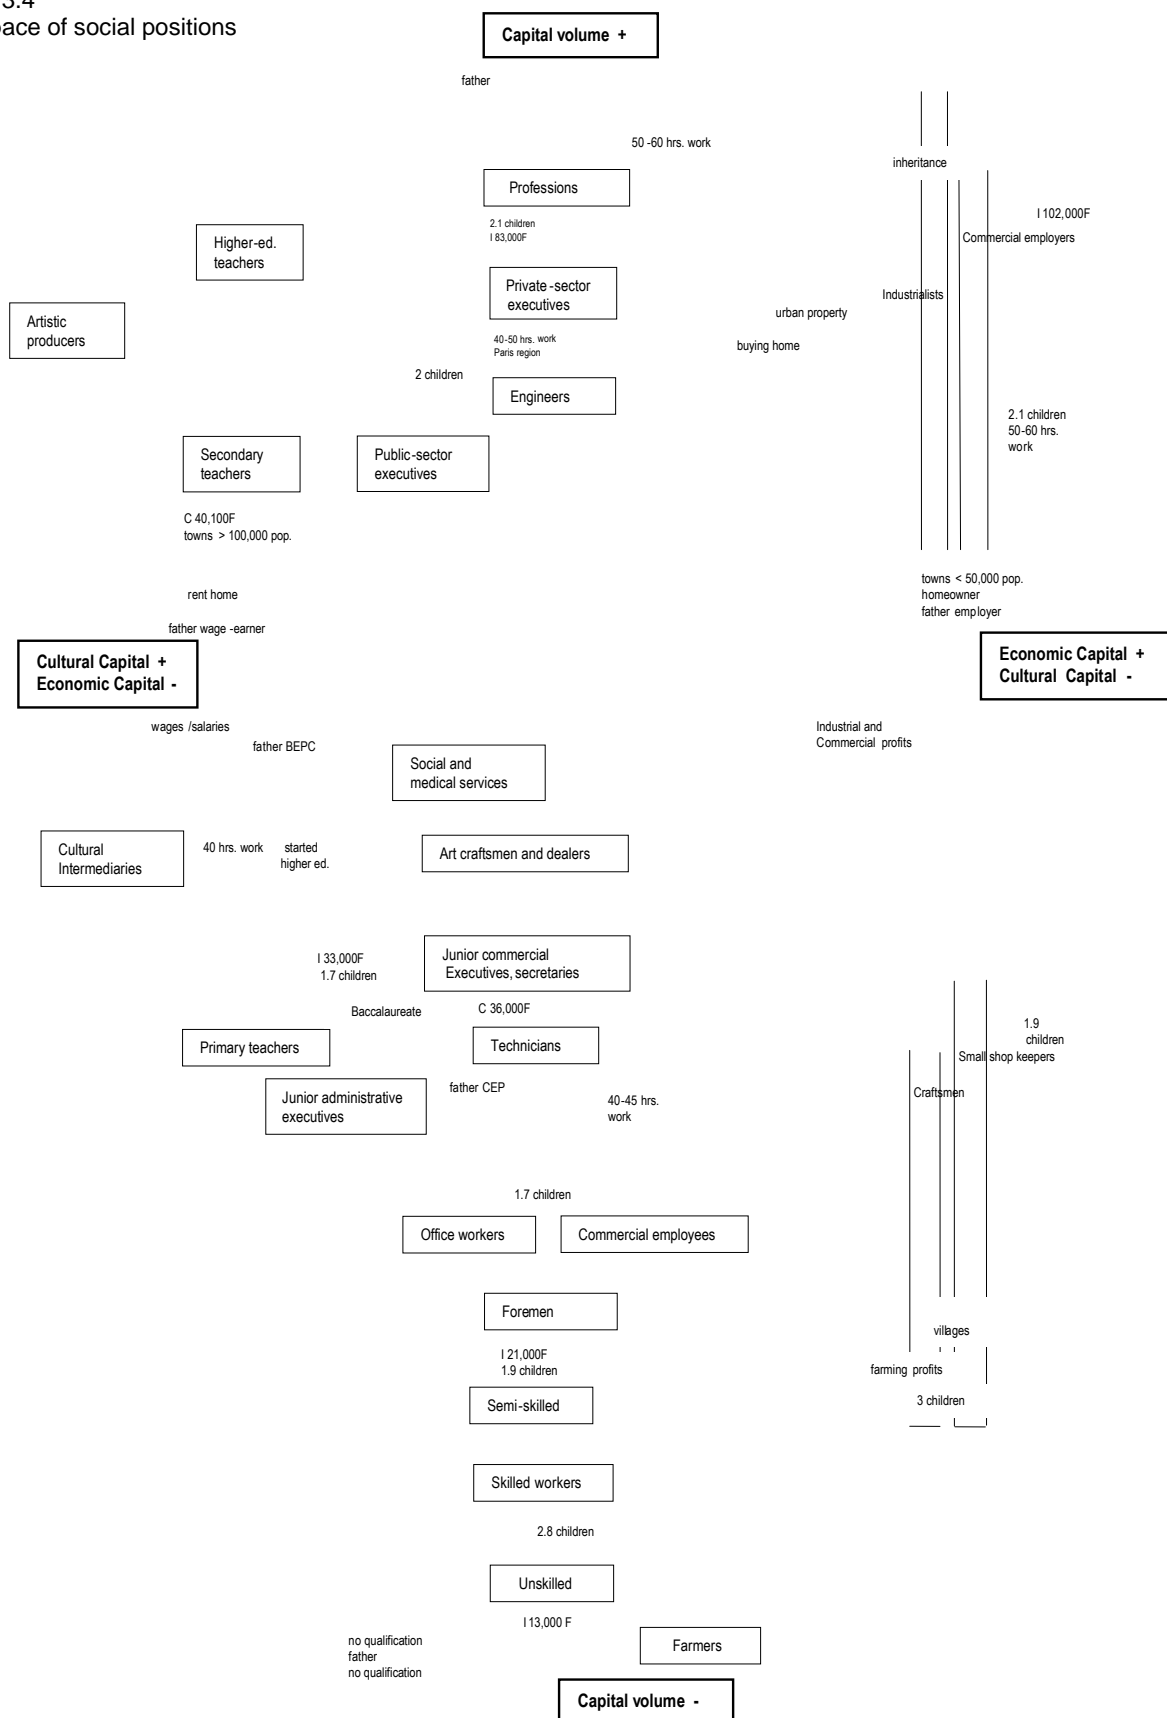 3.4
ace of social positions
Capital volume +
father
50 -60 hrs. work
inheritance
Professions
I 102,000F
2.1 children
I 83,000F
Commercial employers
Higher-ed.
teachers
Private -sector
executives
Industrialists
urban property
Artistic
producers
40-50 hrs. work
Paris region
buying home
2 children
Engineers
2.1 children
50-60 hrs.
work
Secondary
teachers
Public-sector
executives
C 40,100F
towns > 100,000 pop.
towns < 50,000 pop.
homeowner
father employer
rent home
father wage -earner
Cultural Capital +
Economic Capital -
Economic Capital +
Cultural Capital -
wages /salaries
father BEPC
Industrial and
Commercial profits
Social and
medical services
Cultural
Intermediaries
40 hrs. work
started
higher ed.
Art craftsmen and dealers
I 33,000F
1.7 children
Junior commercial
Executives, secretaries
Baccalaureate
C 36,000F
1.9
children
Primary teachers
Technicians
Small shop keepers
Junior administrative
executives
father CEP
40-45 hrs.
work
Craftsmen
1.7 children
Office workers
Commercial employees
Foremen
villages
I 21,000F
1.9 children
farming profits
Semi-skilled
3 children
Skilled workers
2.8 children
Unskilled
I 13,000 F
no qualification
father
no qualification
Farmers
Capital volume -